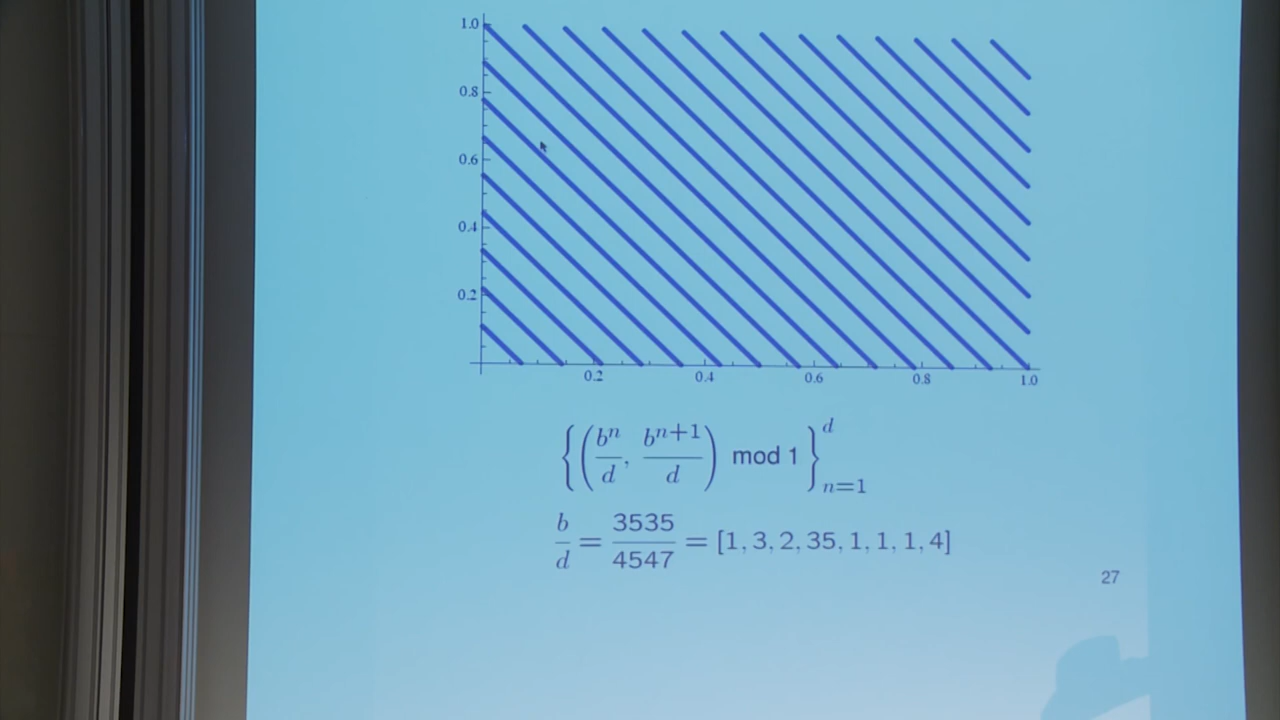 1.0
0.8
0.6
0.4
0.2
0.2 0.4 0.6 0.8 1.0
{(bⁿ/d, bⁿ⁺¹/d) mod 1}ᵈₙ₌₁
b/d = 3535/4547 = [1, 3, 2, 35, 1, 1, 1, 4]
27